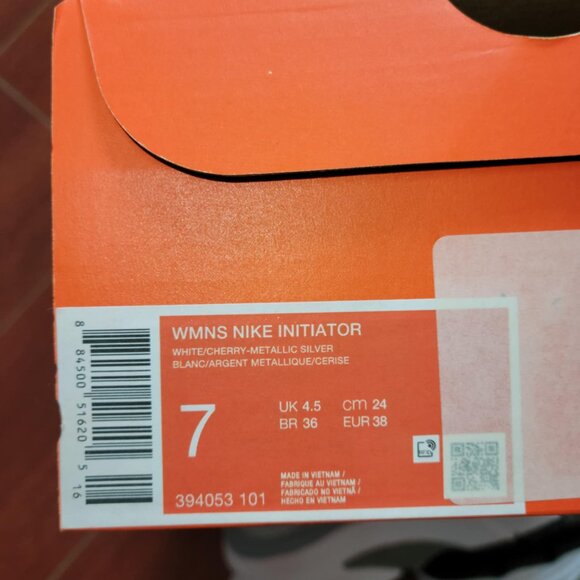 WMNS NIKE INITIATOR
WHITE/CHERRY-METALLIC SILVER
BLANC/ARGENT METALLIQUE/CERISE
7
UK 4.5 cm 24
BR 36 EUR 38
MADE IN VIETNAM /
FABRIQUE AU VIETNAM /
FABRICADO NO VIETNÃ /
HECHO EN VIETNAM
394053 101
8 84500 51620 5 16